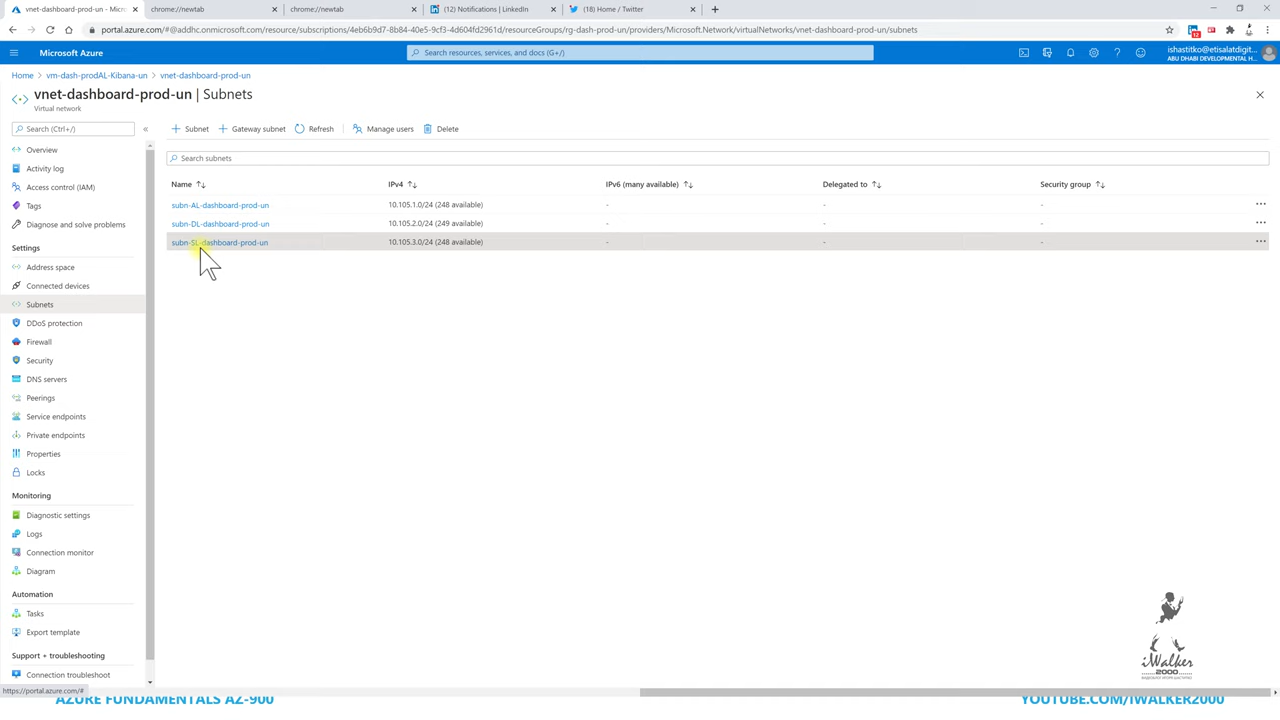 vnet-dashboard-prod-un - Micro
chrome://newtab
chrome://newtab
(12) Notifications | LinkedIn
(18) Home / Twitter
portal.azure.com/#@addhc.onmicrosoft.com/resource/subscriptions/4eb6b9d7-8b84-40e5-9cf3-4d604fd2961d/resourceGroups/rg-dash-prod-un/providers/Microsoft.Network/virtualNetworks/vnet-dashboard-prod-un/subnets
Microsoft Azure
Search resources, services, and docs (G+/)
ishastitko@etisalatdigit...
ABU DHABI DEVELOPMENTAL H...
Home > vm-dash-prodAL-Kibana-un > vnet-dashboard-prod-un
vnet-dashboard-prod-un | Subnets
Virtual network
Search (Ctrl+/)
Subnet
Gateway subnet
Refresh
Manage users
Delete
Search subnets
Name
IPv4
IPv6 (many available)
Delegated to
Security group
subn-AL-dashboard-prod-un 10.105.1.0/24 (248 available) - - -
subn-DL-dashboard-prod-un 10.105.2.0/24 (249 available) - - -
subn-SL-dashboard-prod-un 10.105.3.0/24 (248 available) - - -
Overview
Activity log
Access control (IAM)
Tags
Diagnose and solve problems
Settings
Address space
Connected devices
Subnets
DDoS protection
Firewall
Security
DNS servers
Peerings
Service endpoints
Private endpoints
Properties
Locks
Monitoring
Diagnostic settings
Logs
Connection monitor
Diagram
Automation
Tasks
Export template
Support + troubleshooting
Connection troubleshoot
https://portal.azure.com/#
iWalker
2000
AZURE FUNDAMENTALS AZ-900
YOUTUBE.COM/IWALKER2000